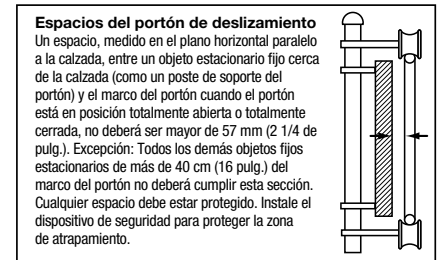 Espacios del portón de deslizamiento
Un espacio, medido en el plano horizontal paralelo
a la calzada, entre un objeto estacionario fijo cerca
de la calzada (como un poste de soporte del
portón) y el marco del portón cuando el portón
está en posición totalmente abierta o totalmente
cerrada, no deberá ser mayor de 57 mm (2 1/4 de
pulg.). Excepción: Todos los demás objetos fijos
estacionarios de más de 40 cm (16 pulg.) del
marco del portón no deberá cumplir esta sección.
Cualquier espacio debe estar protegido. Instale el
dispositivo de seguridad para proteger la zona
de atrapamiento.